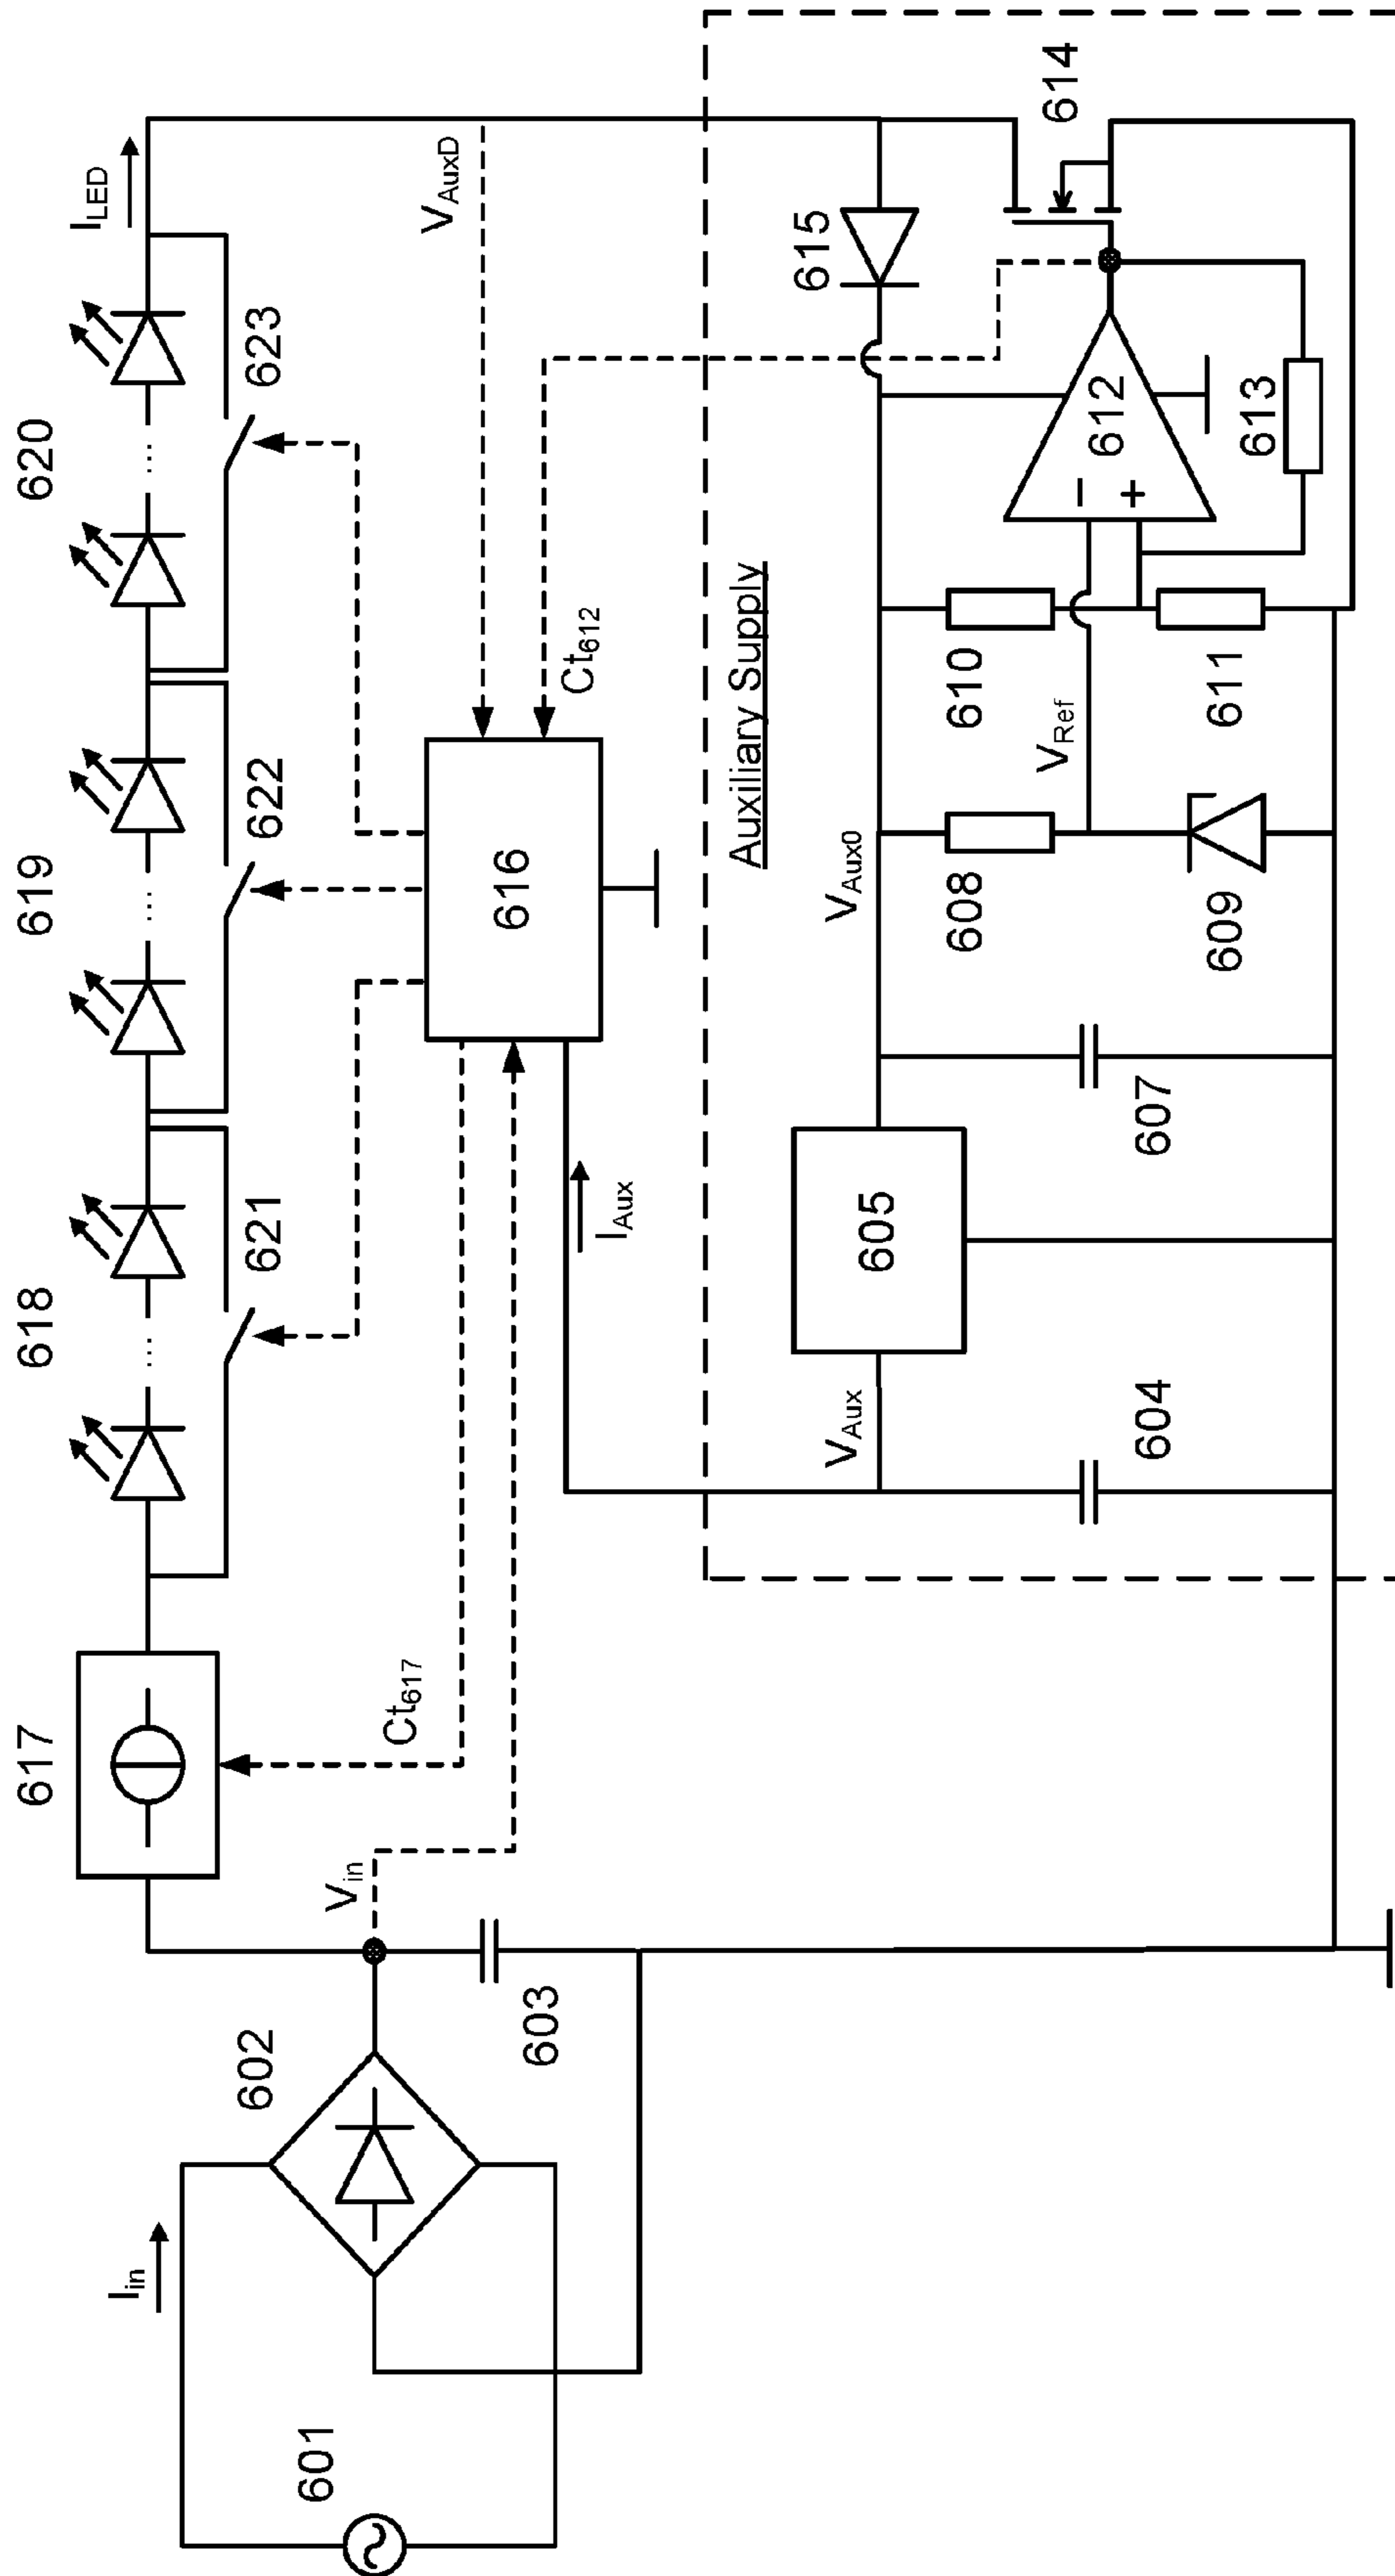 601
I_in
602
603
V_in
617
Ct_617
618
621
619
622
620
623
I_LED
616
I_Aux
V_AuxD
Ct_612
Auxiliary Supply
V_Aux
604
605
607
V_Aux0
608
609
V_Ref
610
611
−
+
612
613
614
615